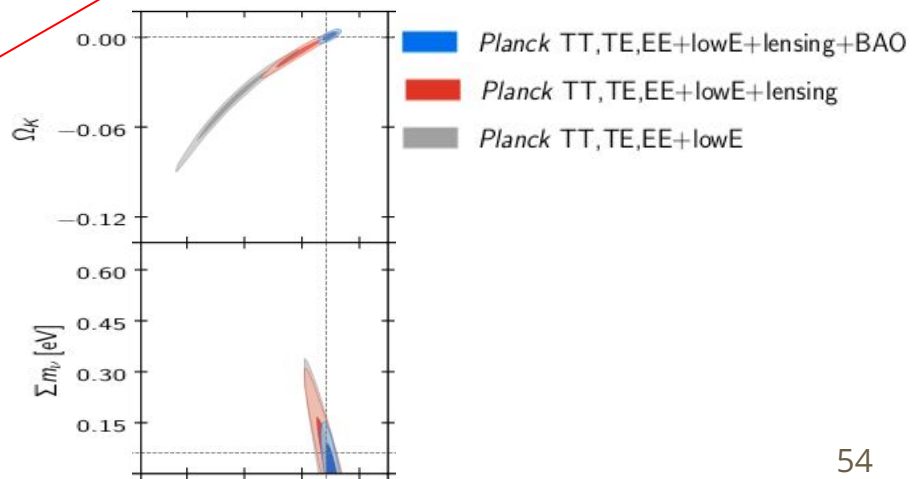 0.00
−0.06
−0.12
Ω_K
Planck TT,TE,EE+lowE+lensing+BAO
Planck TT,TE,EE+lowE+lensing
Planck TT,TE,EE+lowE
0.60
0.45
0.30
0.15
Σm_ν [eV]
54